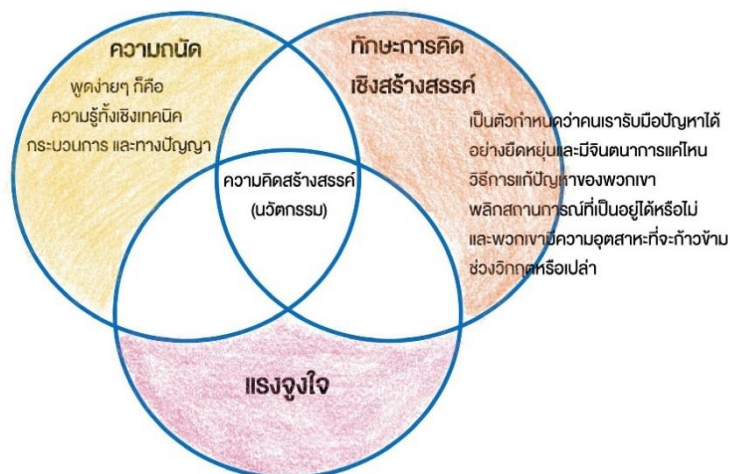 ความถนัด
พูดง่ายๆ ก็คือ
ความรู้ทั้งเชิงเทคนิค
กระบวนการ และทางปัญญา
ทักษะการคิด
เชิงสร้างสรรค์
เป็นตัวกำหนดว่าคนเรารับมือปัญหาได้
อย่างยืดหยุ่นและมีจินตนาการแค่ไหน
วิธีการแก้ปัญหาของพวกเขา
พลิกสถานการณ์ที่เป็นอยู่ได้หรือไม่
และพวกเขามีความอุตสาหะที่จะก้าวข้าม
ช่วงวิกฤตหรือเปล่า
ความคิดสร้างสรรค์
(นวัตกรรม)
แรงจูงใจ